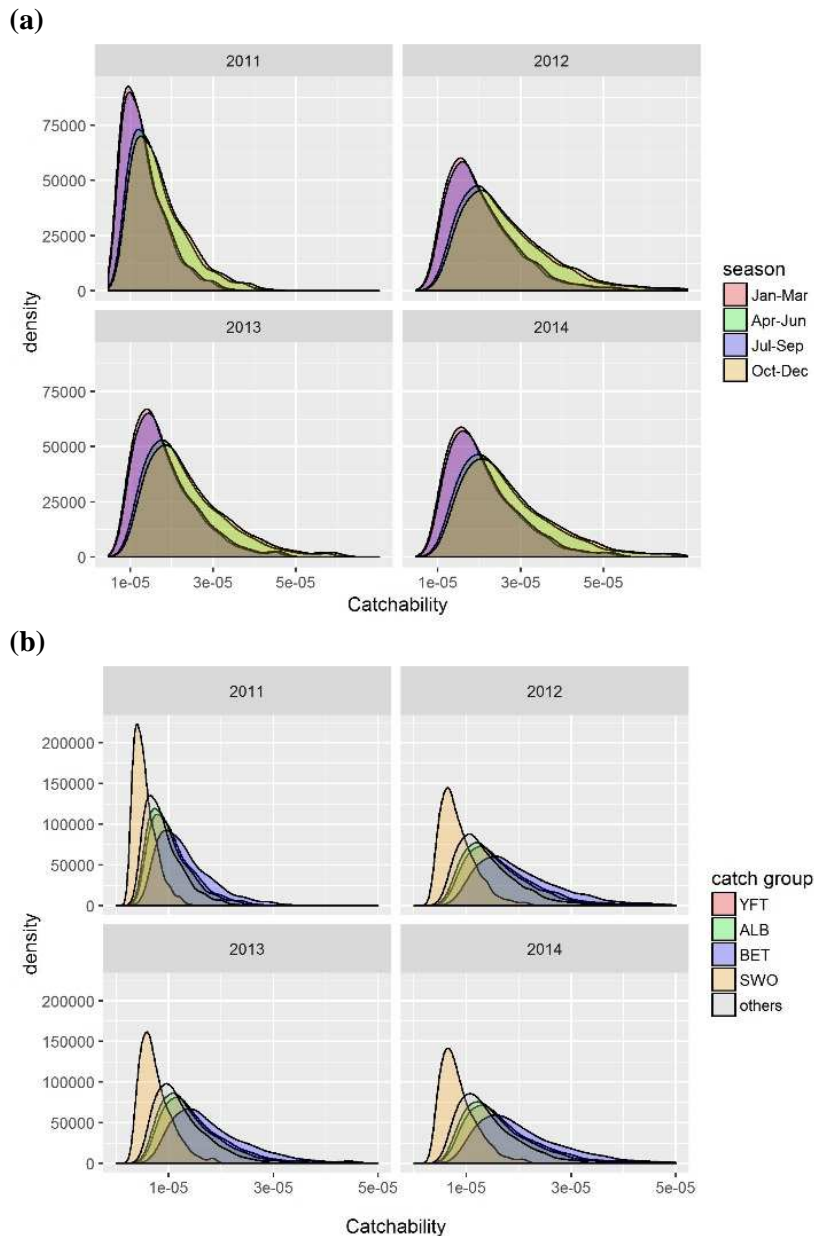 (a)
2011 2012
75000
50000
25000
0
2013 2014
75000
50000
25000
0
1e-05 3e-05 5e-05 1e-05 3e-05 5e-05
density
Catchability
season
Jan-Mar
Apr-Jun
Jul-Sep
Oct-Dec
(b)
2011 2012
200000
150000
100000
50000
0
2013 2014
200000
150000
100000
50000
0
1e-05 3e-05 5e-05 1e-05 3e-05 5e-05
density
Catchability
catch group
YFT
ALB
BET
SWO
others